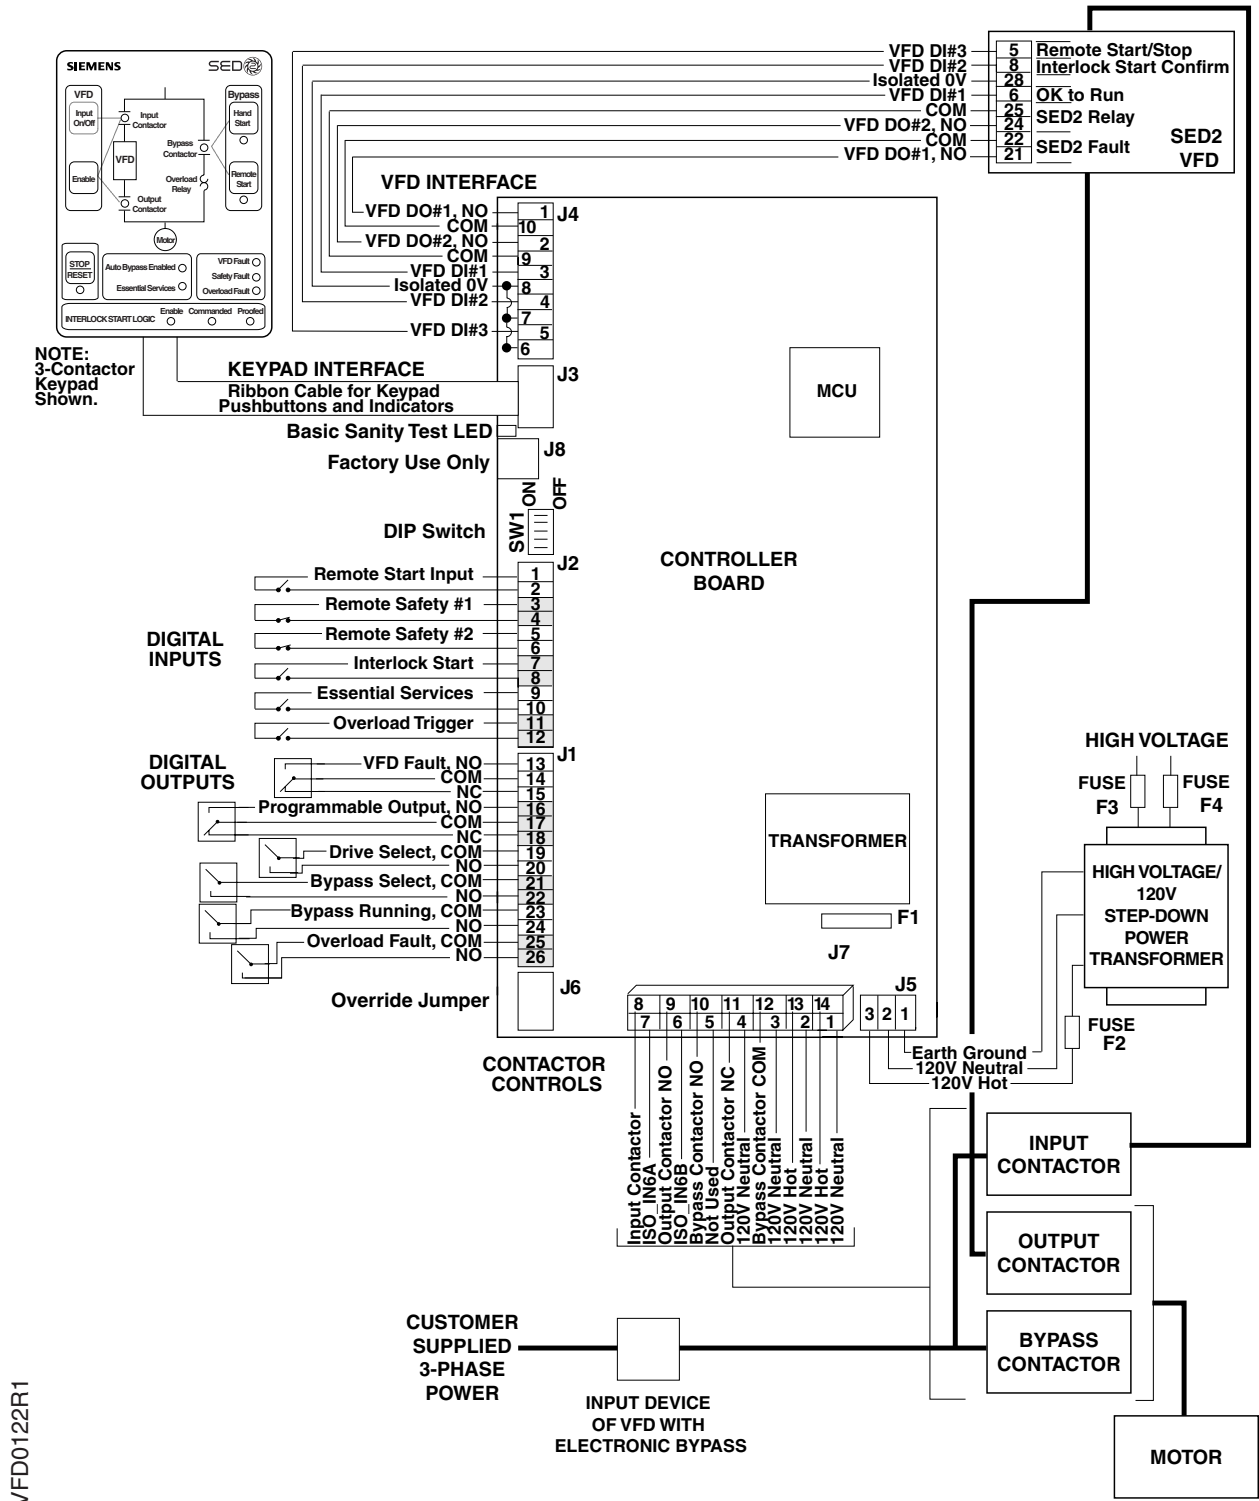 SIEMENS
SED2
VFD
Input
On/Off
Enable
Input
Contactor
VFD
Bypass
Contactor
Overload
Relay
Output
Contactor
Motor
Bypass
Hand
Start
Remote
Start
STOP
RESET
Auto Bypass Enabled
Essential Services
VFD Fault
Safety Fault
Overload Fault
INTERLOCK START LOGIC
Enable Commanded Proofed
NOTE:
3-Contactor
Keypad
Shown.
VFD DI#3 5 Remote Start/Stop
VFD DI#2 8 Interlock Start Confirm
Isolated 0V 28
VFD DI#1 6 OK to Run
COM 25
VFD DO#2, NO 24 SED2 Relay
COM 22
VFD DO#1, NO 21 SED2 Fault
SED2
VFD
VFD INTERFACE
J4
VFD DO#1, NO 1
COM 10
VFD DO#2, NO 2
COM 9
VFD DI#1 3
Isolated 0V 8
VFD DI#2 4
7
VFD DI#3 5
6
KEYPAD INTERFACE
J3
Ribbon Cable for Keypad
Pushbuttons and Indicators
Basic Sanity Test LED
J8
Factory Use Only
ON
OFF
SW1
DIP Switch
MCU
CONTROLLER
BOARD
J2
DIGITAL
INPUTS
Remote Start Input 1
2
Remote Safety #1 3
4
Remote Safety #2 5
6
Interlock Start 7
8
Essential Services 9
10
Overload Trigger 11
12
J1
DIGITAL
OUTPUTS
VFD Fault, NO 13
COM 14
NC 15
Programmable Output, NO 16
COM 17
NC 18
Drive Select, COM 19
NO 20
Bypass Select, COM 21
NO 22
Bypass Running, COM 23
NO 24
Overload Fault, COM 25
NO 26
Override Jumper
J6
TRANSFORMER
F1
J7
8 9 10 11 12 13 14
7 6 5 4 3 2 1
J5
3 2 1
Earth Ground
120V Neutral
120V Hot
HIGH VOLTAGE
FUSE
F3
FUSE
F4
HIGH VOLTAGE/
120V
STEP-DOWN
POWER
TRANSFORMER
FUSE
F2
CONTACTOR
CONTROLS
Input Contactor
ISO_IN6A
Output Contactor NO
ISO_IN6B
Bypass Contactor NO
Not Used
Output Contactor NC
120V Neutral
Bypass Contactor COM
120V Neutral
120V Hot
120V Neutral
120V Hot
120V Neutral
INPUT
CONTACTOR
OUTPUT
CONTACTOR
BYPASS
CONTACTOR
CUSTOMER
SUPPLIED
3-PHASE
POWER
INPUT DEVICE
OF VFD WITH
ELECTRONIC BYPASS
MOTOR
VFD0122R1